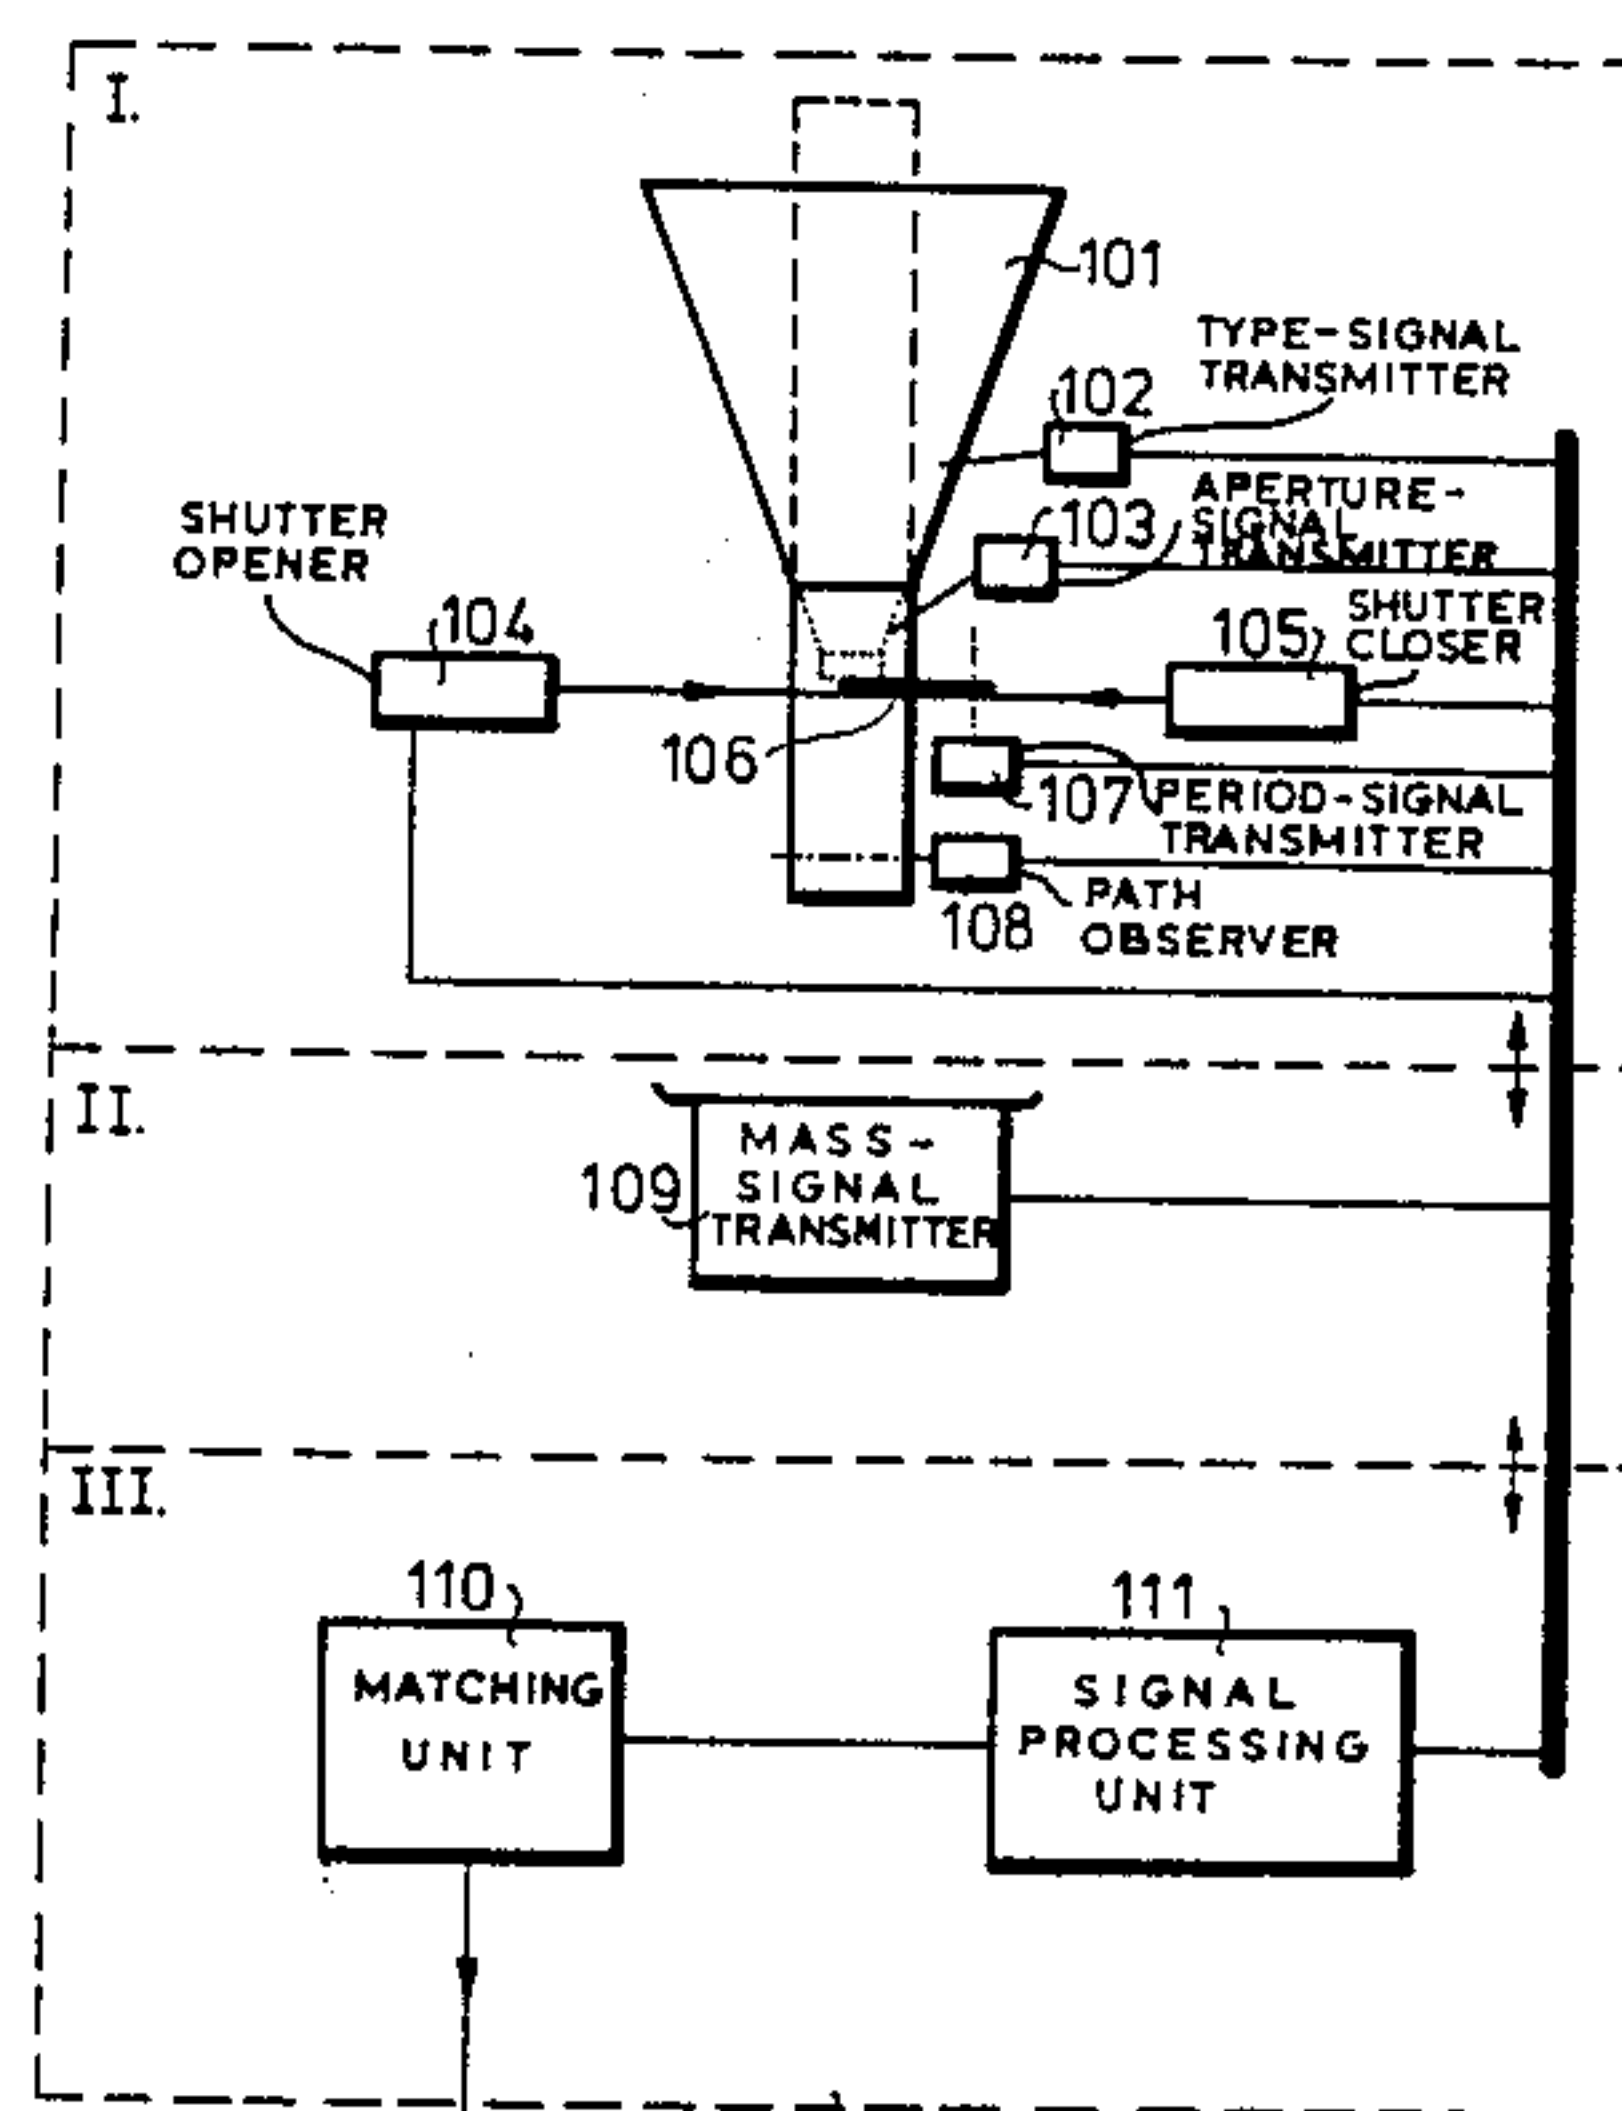 I.
101
TYPE-SIGNAL
TRANSMITTER
102
APERTURE-
SIGNAL
TRANSMITTER
103
SHUTTER
OPENER
104
SHUTTER
CLOSER
105
106
107
PERIOD-SIGNAL
TRANSMITTER
108
PATH
OBSERVER
II.
109
MASS-
SIGNAL
TRANSMITTER
III.
110
MATCHING
UNIT
111
SIGNAL
PROCESSING
UNIT